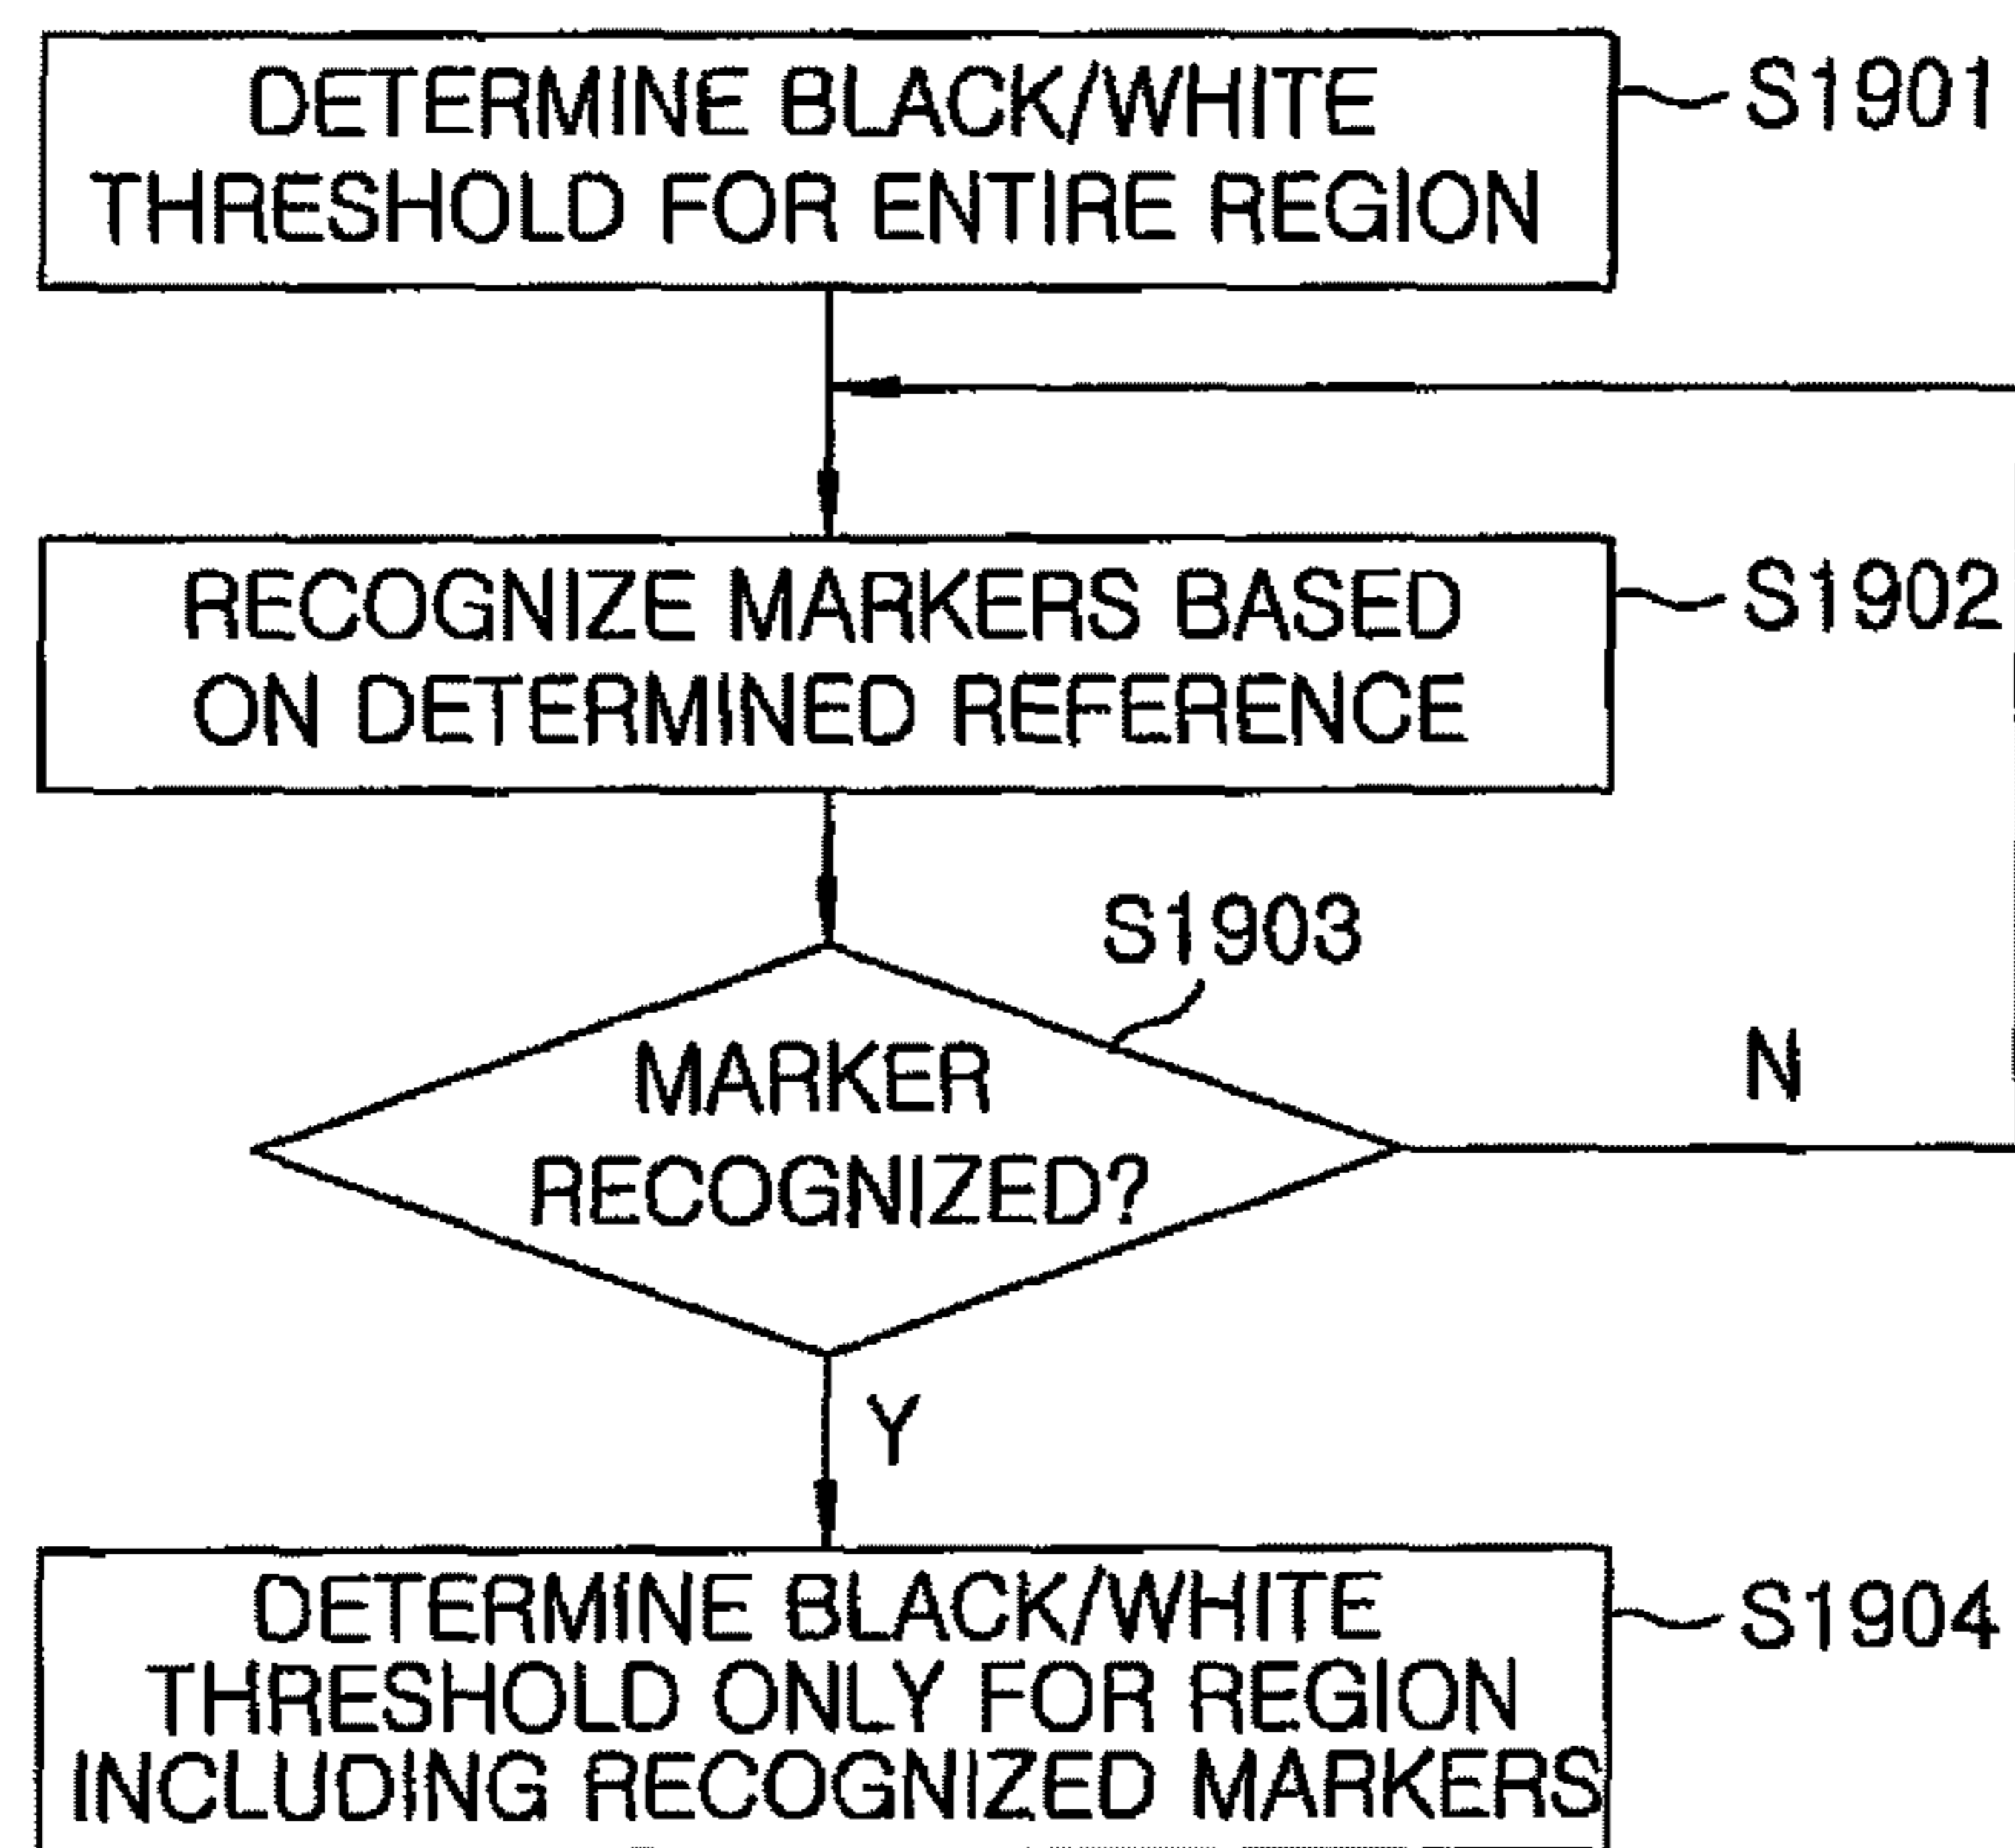 DETERMINE BLACK/WHITE
THRESHOLD FOR ENTIRE REGION
S1901
RECOGNIZE MARKERS BASED
ON DETERMINED REFERENCE
S1902
S1903
MARKER
RECOGNIZED?
N
Y
DETERMINE BLACK/WHITE
THRESHOLD ONLY FOR REGION
INCLUDING RECOGNIZED MARKERS
S1904